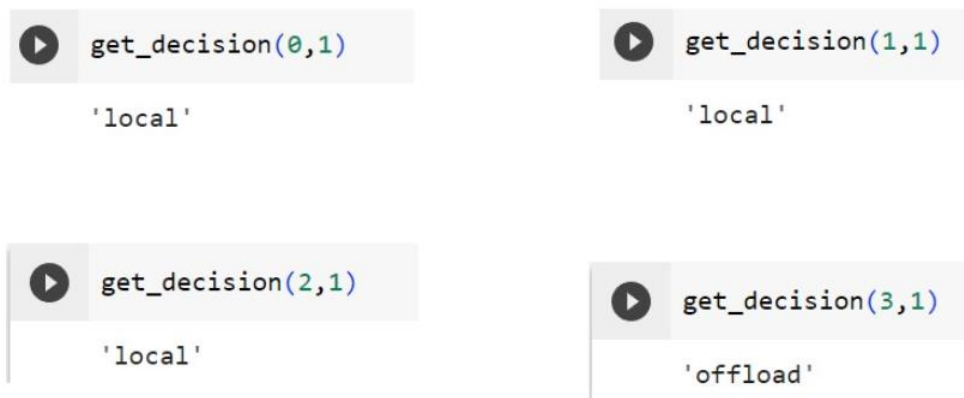 get_decision(0,1)
'local'
get_decision(1,1)
'local'
get_decision(2,1)
'local'
get_decision(3,1)
'offload'